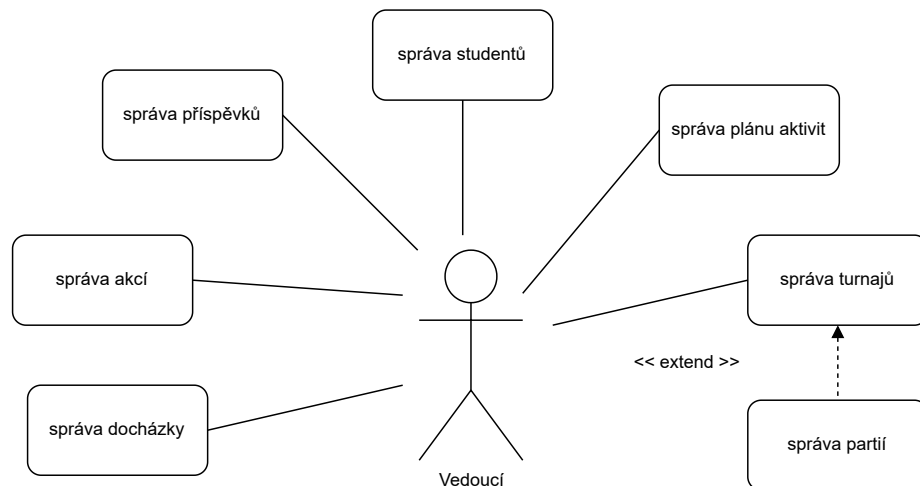 správa studentů
správa příspěvků
správa plánu aktivit
správa akcí
správa turnajů
<< extend >>
správa docházky
správa partií
Vedoucí